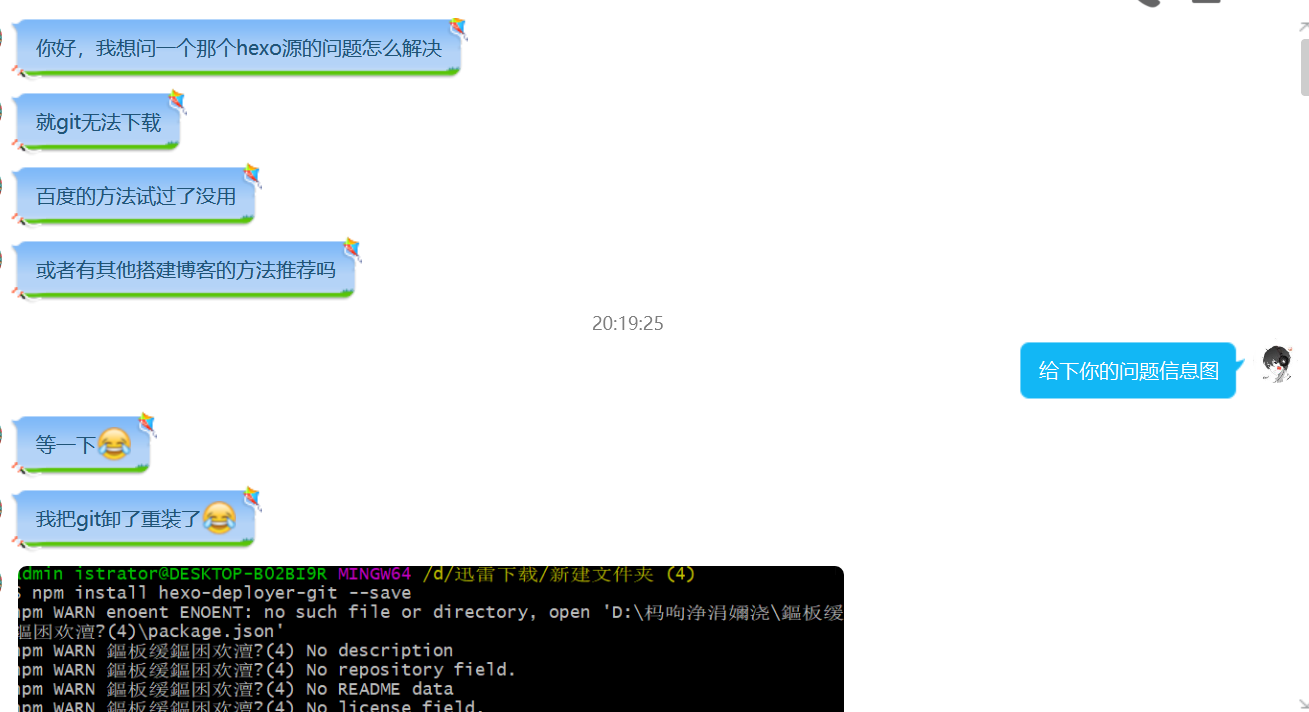 你好，我想问一个那个hexo源的问题怎么解决
就git无法下载
百度的方法试过了没用
或者有其他搭建博客的方法推荐吗
20:19:25
给下你的问题信息图
等一下😂
我把git卸了重装了😂
dmin istrator@DESKTOP-BO2BI9R MINGW64 /d/迅雷下载/新建文件夹 (4)
$ npm install hexo-deployer-git --save
npm WARN enoent ENOENT: no such file or directory, open 'D:\杩呴浄涓嬭浇\鏂板缓
鏂囦欢澶?(4)\package.json'
npm WARN 鏂板缓鏂囦欢澶?(4) No description
npm WARN 鏂板缓鏂囦欢澶?(4) No repository field.
npm WARN 鏂板缓鏂囦欢澶?(4) No README data
npm WARN 鏂板缓鏂囦欢澶?(4) No license field.